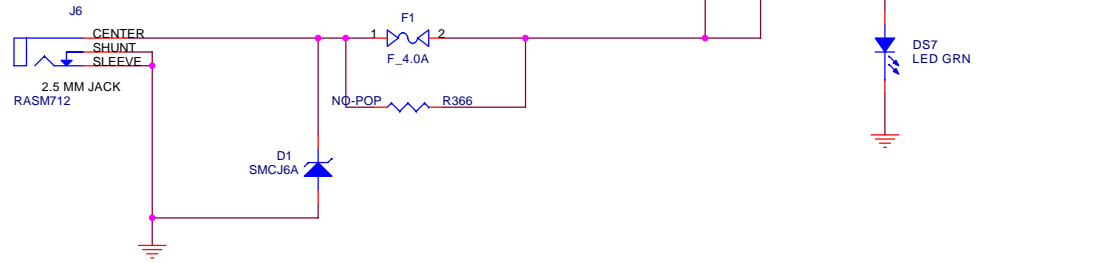 J6
CENTER
SHUNT
SLEEVE
2.5 MM JACK
RASM712
F1
1
2
F_4.0A
NO-POP
R366
D1
SMCJ6A
DS7
LED GRN